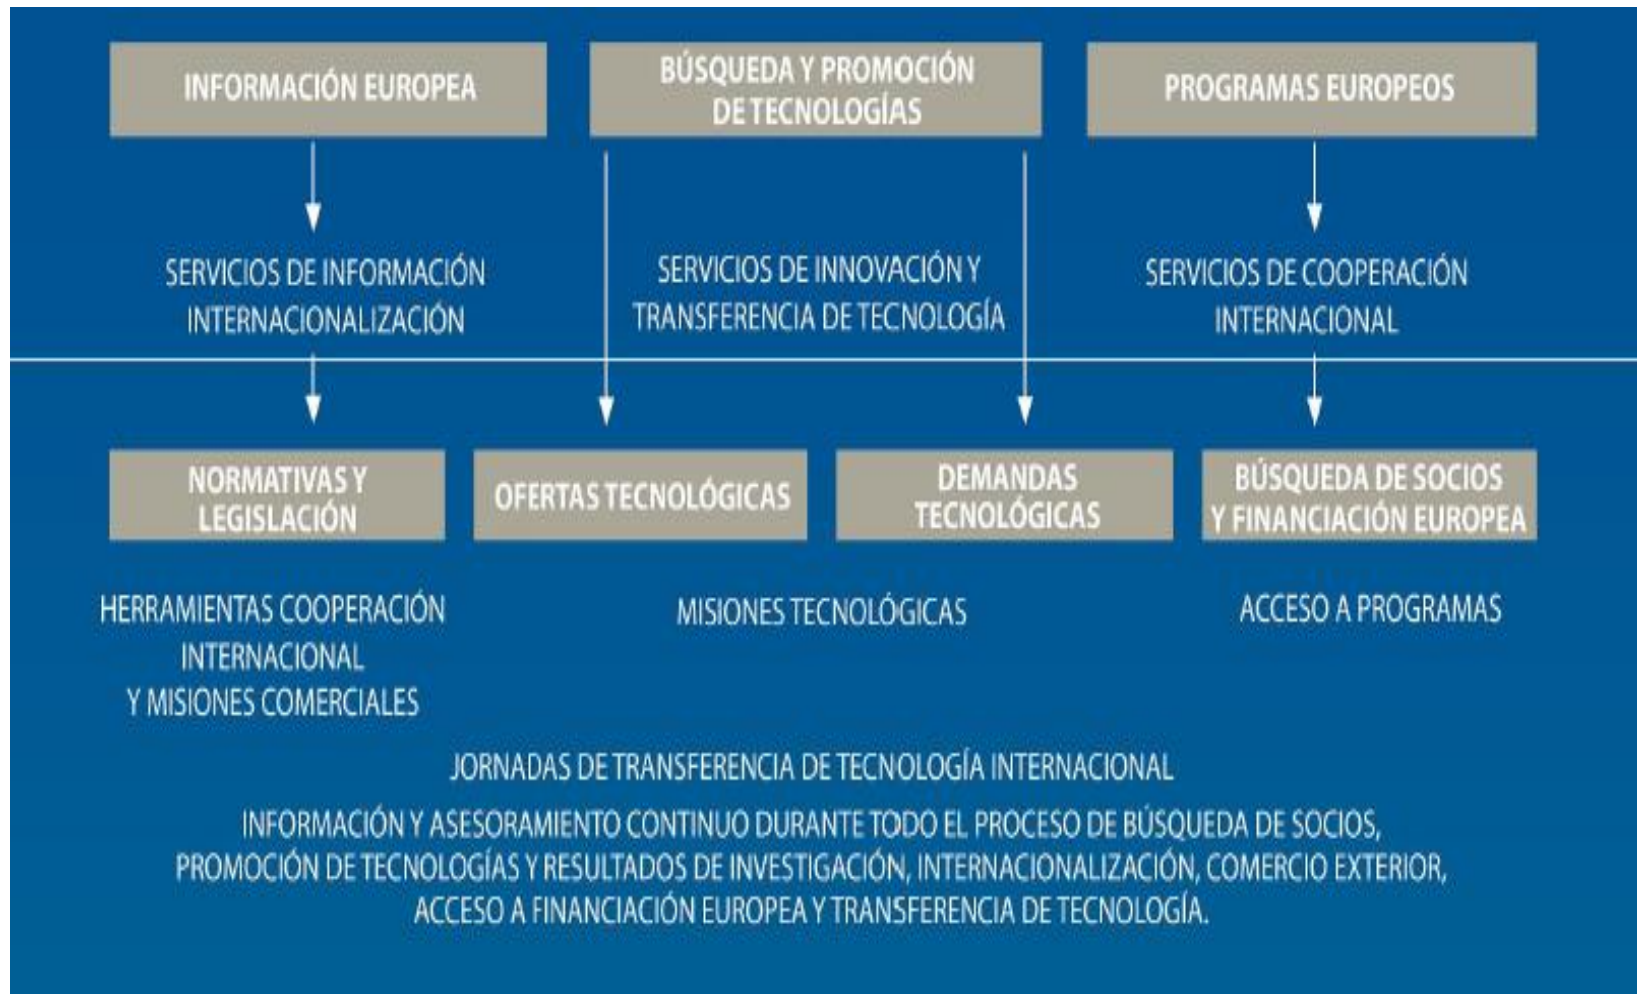 INFORMACIÓN EUROPEA
BÚSQUEDA Y PROMOCIÓN
DE TECNOLOGÍAS
PROGRAMAS EUROPEOS
SERVICIOS DE INFORMACIÓN
INTERNACIONALIZACIÓN
SERVICIOS DE INNOVACIÓN Y
TRANSFERENCIA DE TECNOLOGÍA
SERVICIOS DE COOPERACIÓN
INTERNACIONAL
NORMATIVAS Y
LEGISLACIÓN
OFERTAS TECNOLÓGICAS
DEMANDAS
TECNOLÓGICAS
BÚSQUEDA DE SOCIOS
Y FINANCIACIÓN EUROPEA
HERRAMIENTAS COOPERACIÓN
INTERNACIONAL
Y MISIONES COMERCIALES
MISIONES TECNOLÓGICAS
ACCESO A PROGRAMAS
JORNADAS DE TRANSFERENCIA DE TECNOLOGÍA INTERNACIONAL
INFORMACIÓN Y ASESORAMIENTO CONTINUO DURANTE TODO EL PROCESO DE BÚSQUEDA DE SOCIOS,
PROMOCIÓN DE TECNOLOGÍAS Y RESULTADOS DE INVESTIGACIÓN, INTERNACIONALIZACIÓN, COMERCIO EXTERIOR,
ACCESO A FINANCIACIÓN EUROPEA Y TRANSFERENCIA DE TECNOLOGÍA.